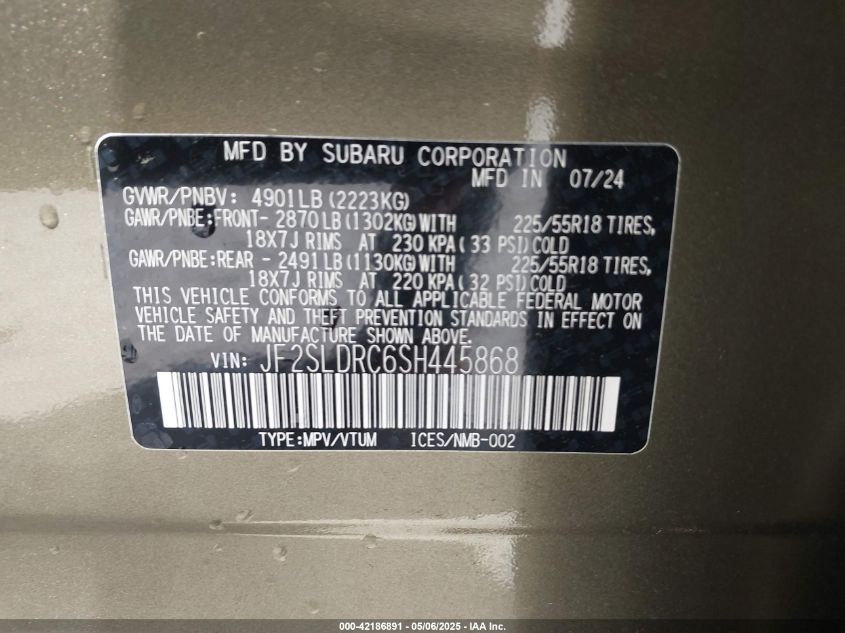 MFD BY SUBARU CORPORATION
MFD IN 07/24
GVWR/PNBV: 4901LB (2223KG)
GAWR/PNBE:FRONT- 2870LB(1302KG)WITH 225/55R18 TIRES,
18X7J RIMS AT 230 KPA( 33 PSI)COLD
GAWR/PNBE:REAR - 2491LB(1130KG)WITH 225/55R18 TIRES,
18X7J RIMS AT 220 KPA( 32 PSI)COLD
THIS VEHICLE CONFORMS TO ALL APPLICABLE FEDERAL MOTOR
VEHICLE SAFETY AND THEFT PREVENTION STANDARDS IN EFFECT ON
THE DATE OF MANUFACTURE SHOWN ABOVE.
VIN: JF2SLDRC6SH445868
TYPE:MPV/VTUM ICES/NMB-002
000-42186891 - 05/06/2025 - IAA Inc.